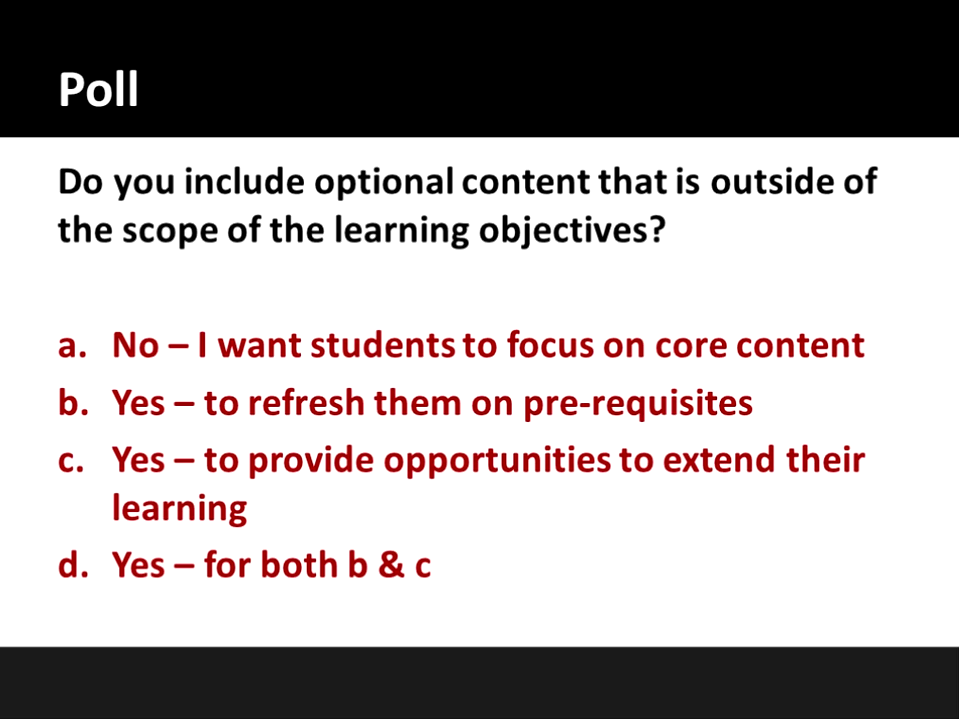 Poll
Do you include optional content that is outside of
the scope of the learning objectives?
a. No – I want students to focus on core content
b. Yes – to refresh them on pre-requisites
c. Yes – to provide opportunities to extend their
learning
d. Yes – for both b & c